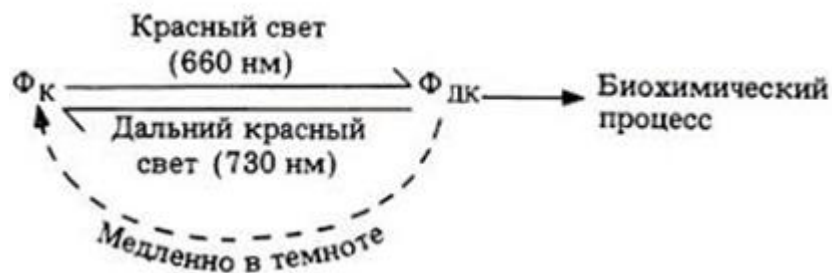 Красный свет
(660 нм)
Ф_К
Ф_ДК
Биохимический
процесс
Дальний красный
свет (730 нм)
Медленно в темноте